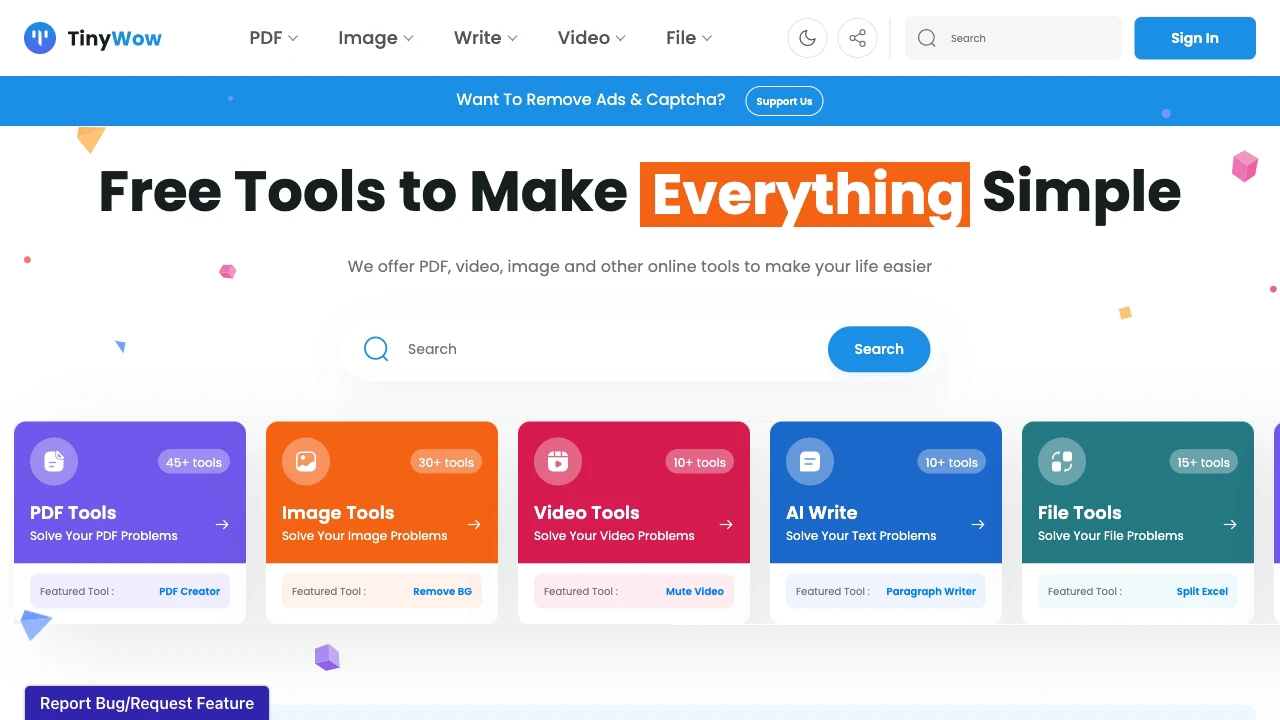 TinyWow
PDF
Image
Write
Video
File
Search
Sign In
Want To Remove Ads & Captcha?
Support Us
Free Tools to Make Everything Simple
We offer PDF, video, image and other online tools to make your life easier
Search
Search
45+ tools
PDF Tools
Solve Your PDF Problems
Featured Tool :
PDF Creator
30+ tools
Image Tools
Solve Your Image Problems
Featured Tool :
Remove BG
10+ tools
Video Tools
Solve Your Video Problems
Featured Tool :
Mute Video
10+ tools
AI Write
Solve Your Text Problems
Featured Tool :
Paragraph Writer
15+ tools
File Tools
Solve Your File Problems
Featured Tool :
Split Excel
Report Bug/Request Feature